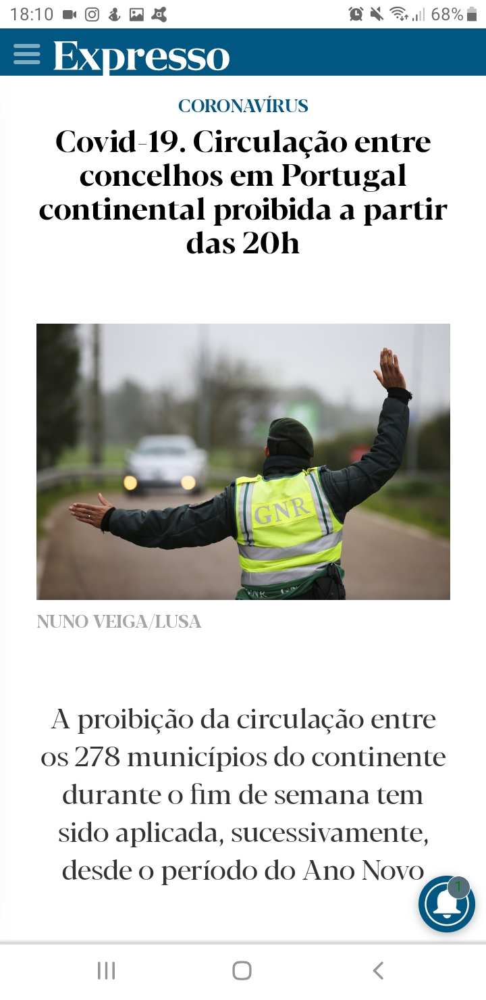 18:10
68%
Expresso
CORONAVÍRUS
Covid-19. Circulação entre
concelhos em Portugal
continental proibida a partir
das 20h
GNR
GNR
NUNO VEIGA/LUSA
A proibição da circulação entre
os 278 municípios do continente
durante o fim de semana tem
sido aplicada, sucessivamente,
desde o período do Ano Novo
1